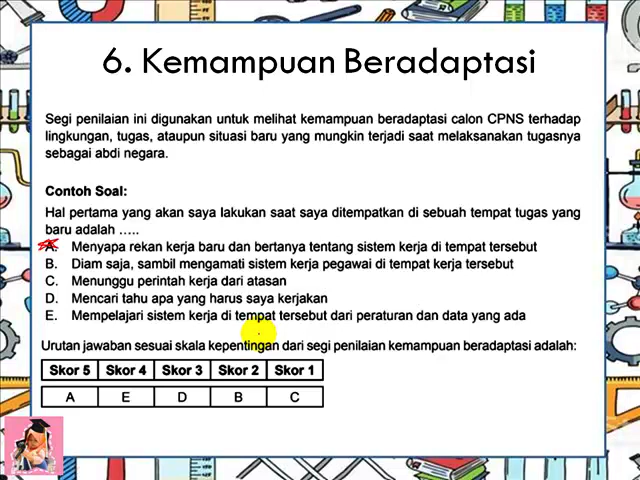 6. Kemampuan Beradaptasi
Segi penilaian ini digunakan untuk melihat kemampuan beradaptasi calon CPNS terhadap
lingkungan, tugas, ataupun situasi baru yang mungkin terjadi saat melaksanakan tugasnya
sebagai abdi negara.
Contoh Soal:
Hal pertama yang akan saya lakukan saat saya ditempatkan di sebuah tempat tugas yang
baru adalah .....
A. Menyapa rekan kerja baru dan bertanya tentang sistem kerja di tempat tersebut
B. Diam saja, sambil mengamati sistem kerja pegawai di tempat kerja tersebut
C. Menunggu perintah kerja dari atasan
D. Mencari tahu apa yang harus saya kerjakan
E. Mempelajari sistem kerja di tempat tersebut dari peraturan dan data yang ada
Urutan jawaban sesuai skala kepentingan dari segi penilaian kemampuan beradaptasi adalah:
Skor 5 Skor 4 Skor 3 Skor 2 Skor 1
A E D B C